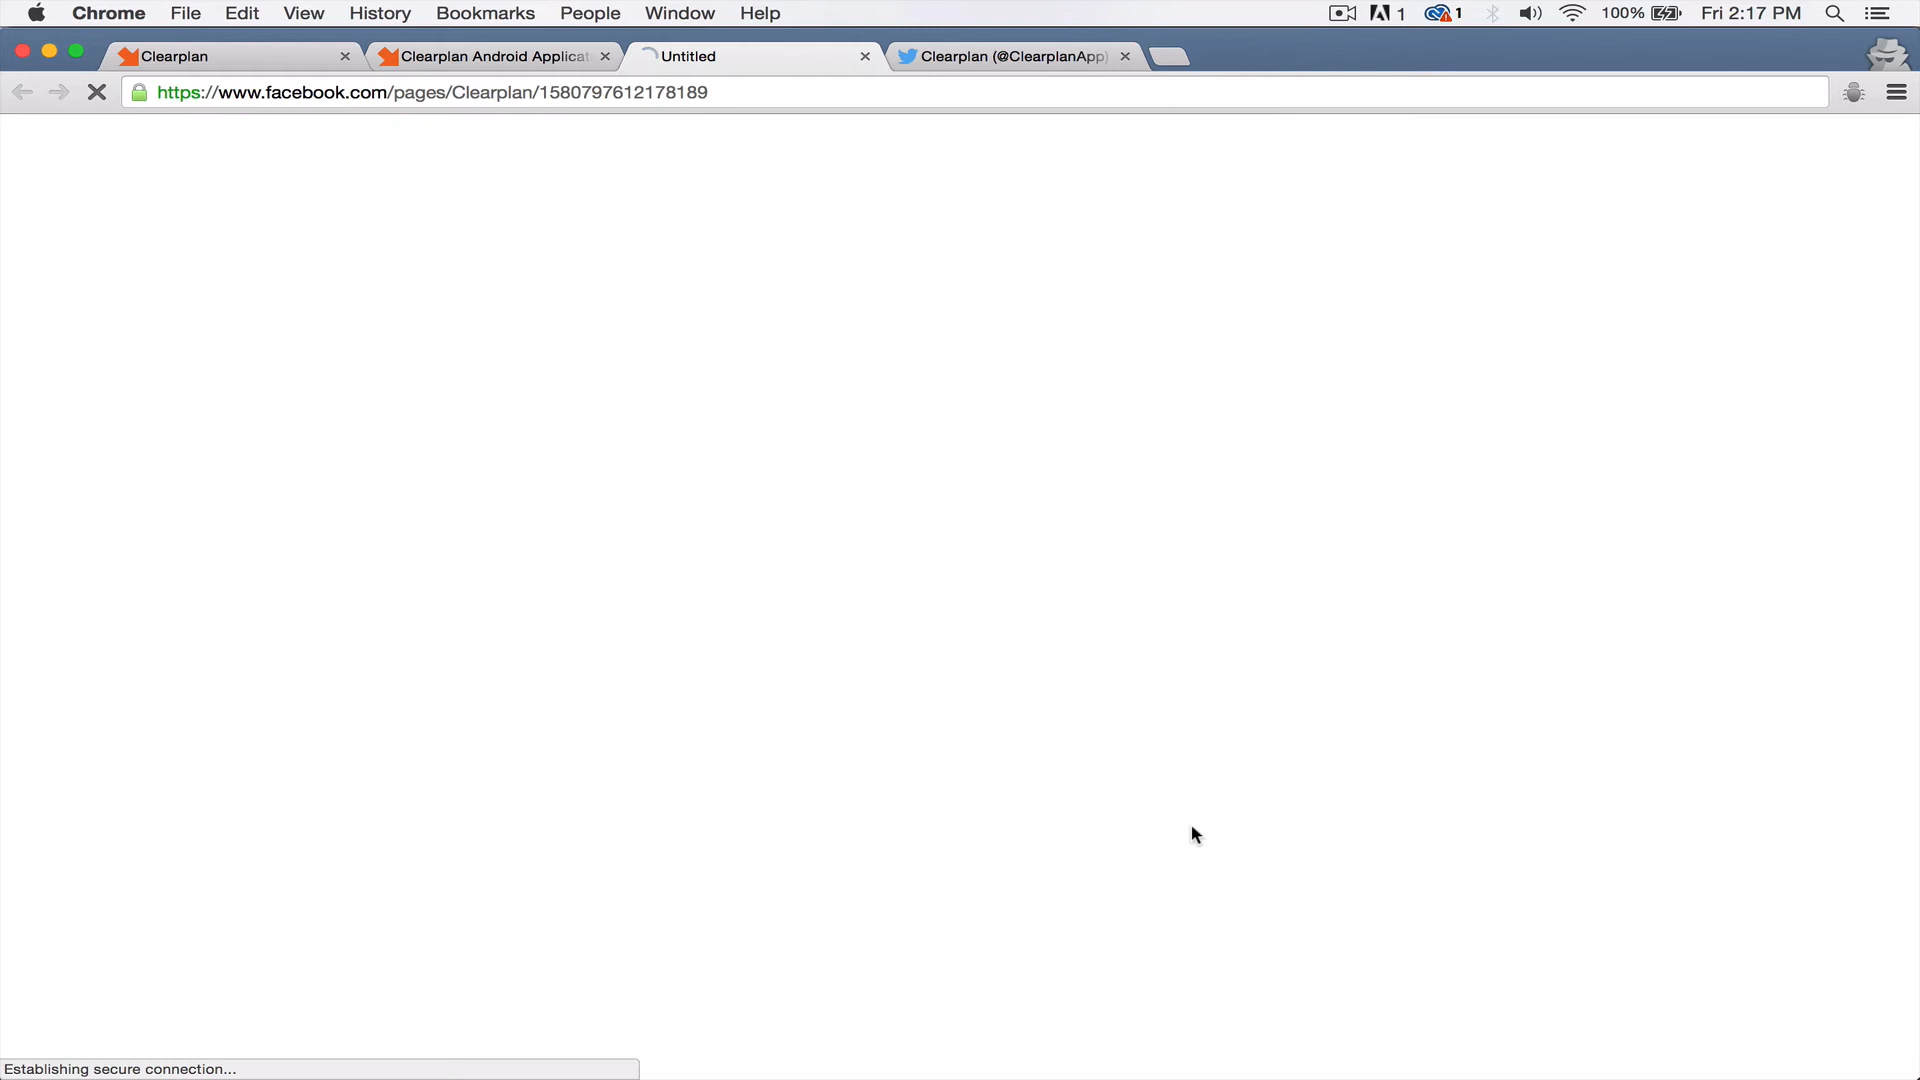 Chrome File Edit View History Bookmarks People Window Help 1 1 100% Fri 2:17 PM
Clearplan Clearplan Android Applicat Untitled Clearplan (@ClearplanApp)
https://www.facebook.com/pages/Clearplan/1580797612178189
Establishing secure connection...